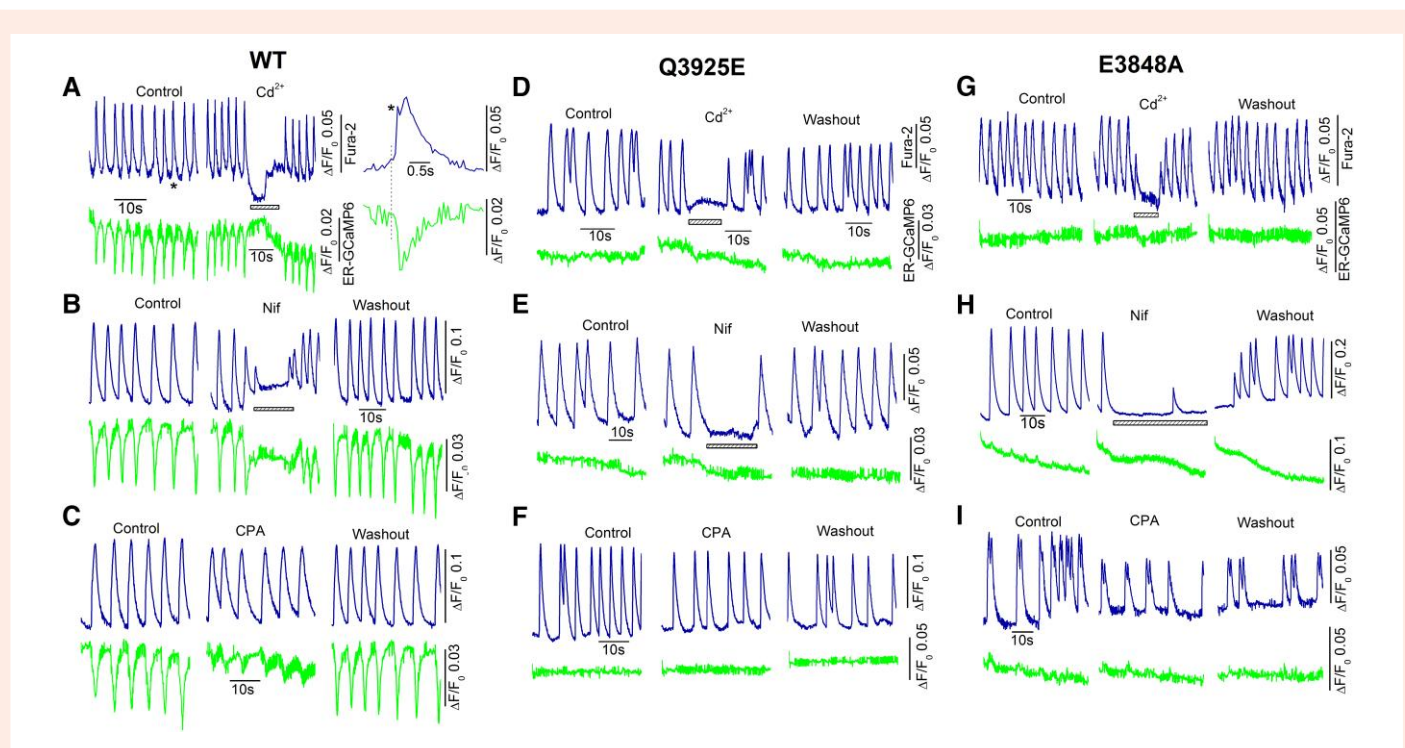 WT
Q3925E
E3848A
A
Control
Cd²⁺
*
*
10s
10s
0.5s
ΔF/F₀ 0.05
Fura-2
ΔF/F₀ 0.05
ΔF/F₀ 0.02
ER-GCaMP6
ΔF/F₀ 0.02
B
Control
Nif
Washout
10s
ΔF/F₀ 0.1
ΔF/Fₙ 0.03
C
Control
CPA
Washout
10s
ΔF/F₀ 0.1
ΔF/F₀ 0.03
D
Control
Cd²⁺
Washout
10s
10s
10s
Fura-2
ΔF/F₀ 0.05
ER-GCaMP6
ΔF/F₀ 0.03
E
Control
Nif
Washout
10s
ΔF/F₀ 0.05
ΔF/F₀ 0.03
F
Control
CPA
Washout
10s
ΔF/F₀ 0.1
ΔF/F₀ 0.05
G
Control
Cd²⁺
Washout
10s
ΔF/F₀ 0.05
Fura-2
ΔF/F₀ 0.05
ER-GCaMP6
H
Control
Nif
Washout
10s
ΔF/F₀ 0.2
ΔF/F₀ 0.1
I
Control
CPA
Washout
10s
ΔF/F₀ 0.05
ΔF/F₀ 0.05